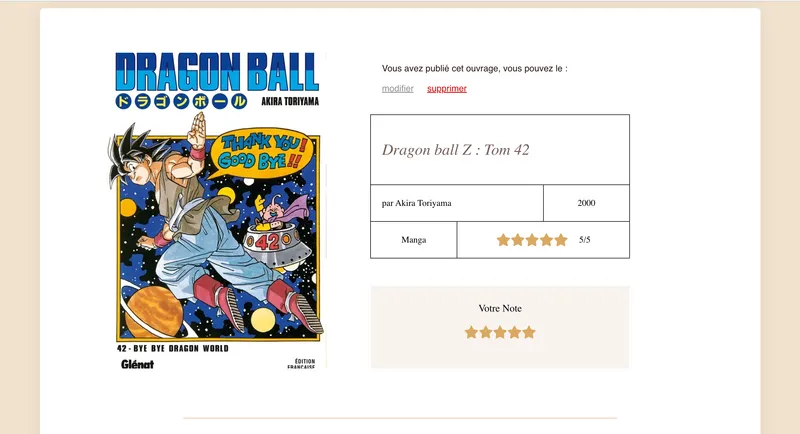 DRAGON BALL
ドラゴンボール
AKIRA TORIYAMA
THANK YOU!
GOOD BYE!!
42
42 - BYE BYE DRAGON WORLD
Glénat
ÉDITION
FRANÇAISE
Vous avez publié cet ouvrage, vous pouvez le :
modifier supprimer
Dragon ball Z : Tom 42
par Akira Toriyama 2000
Manga 5/5
Votre Note